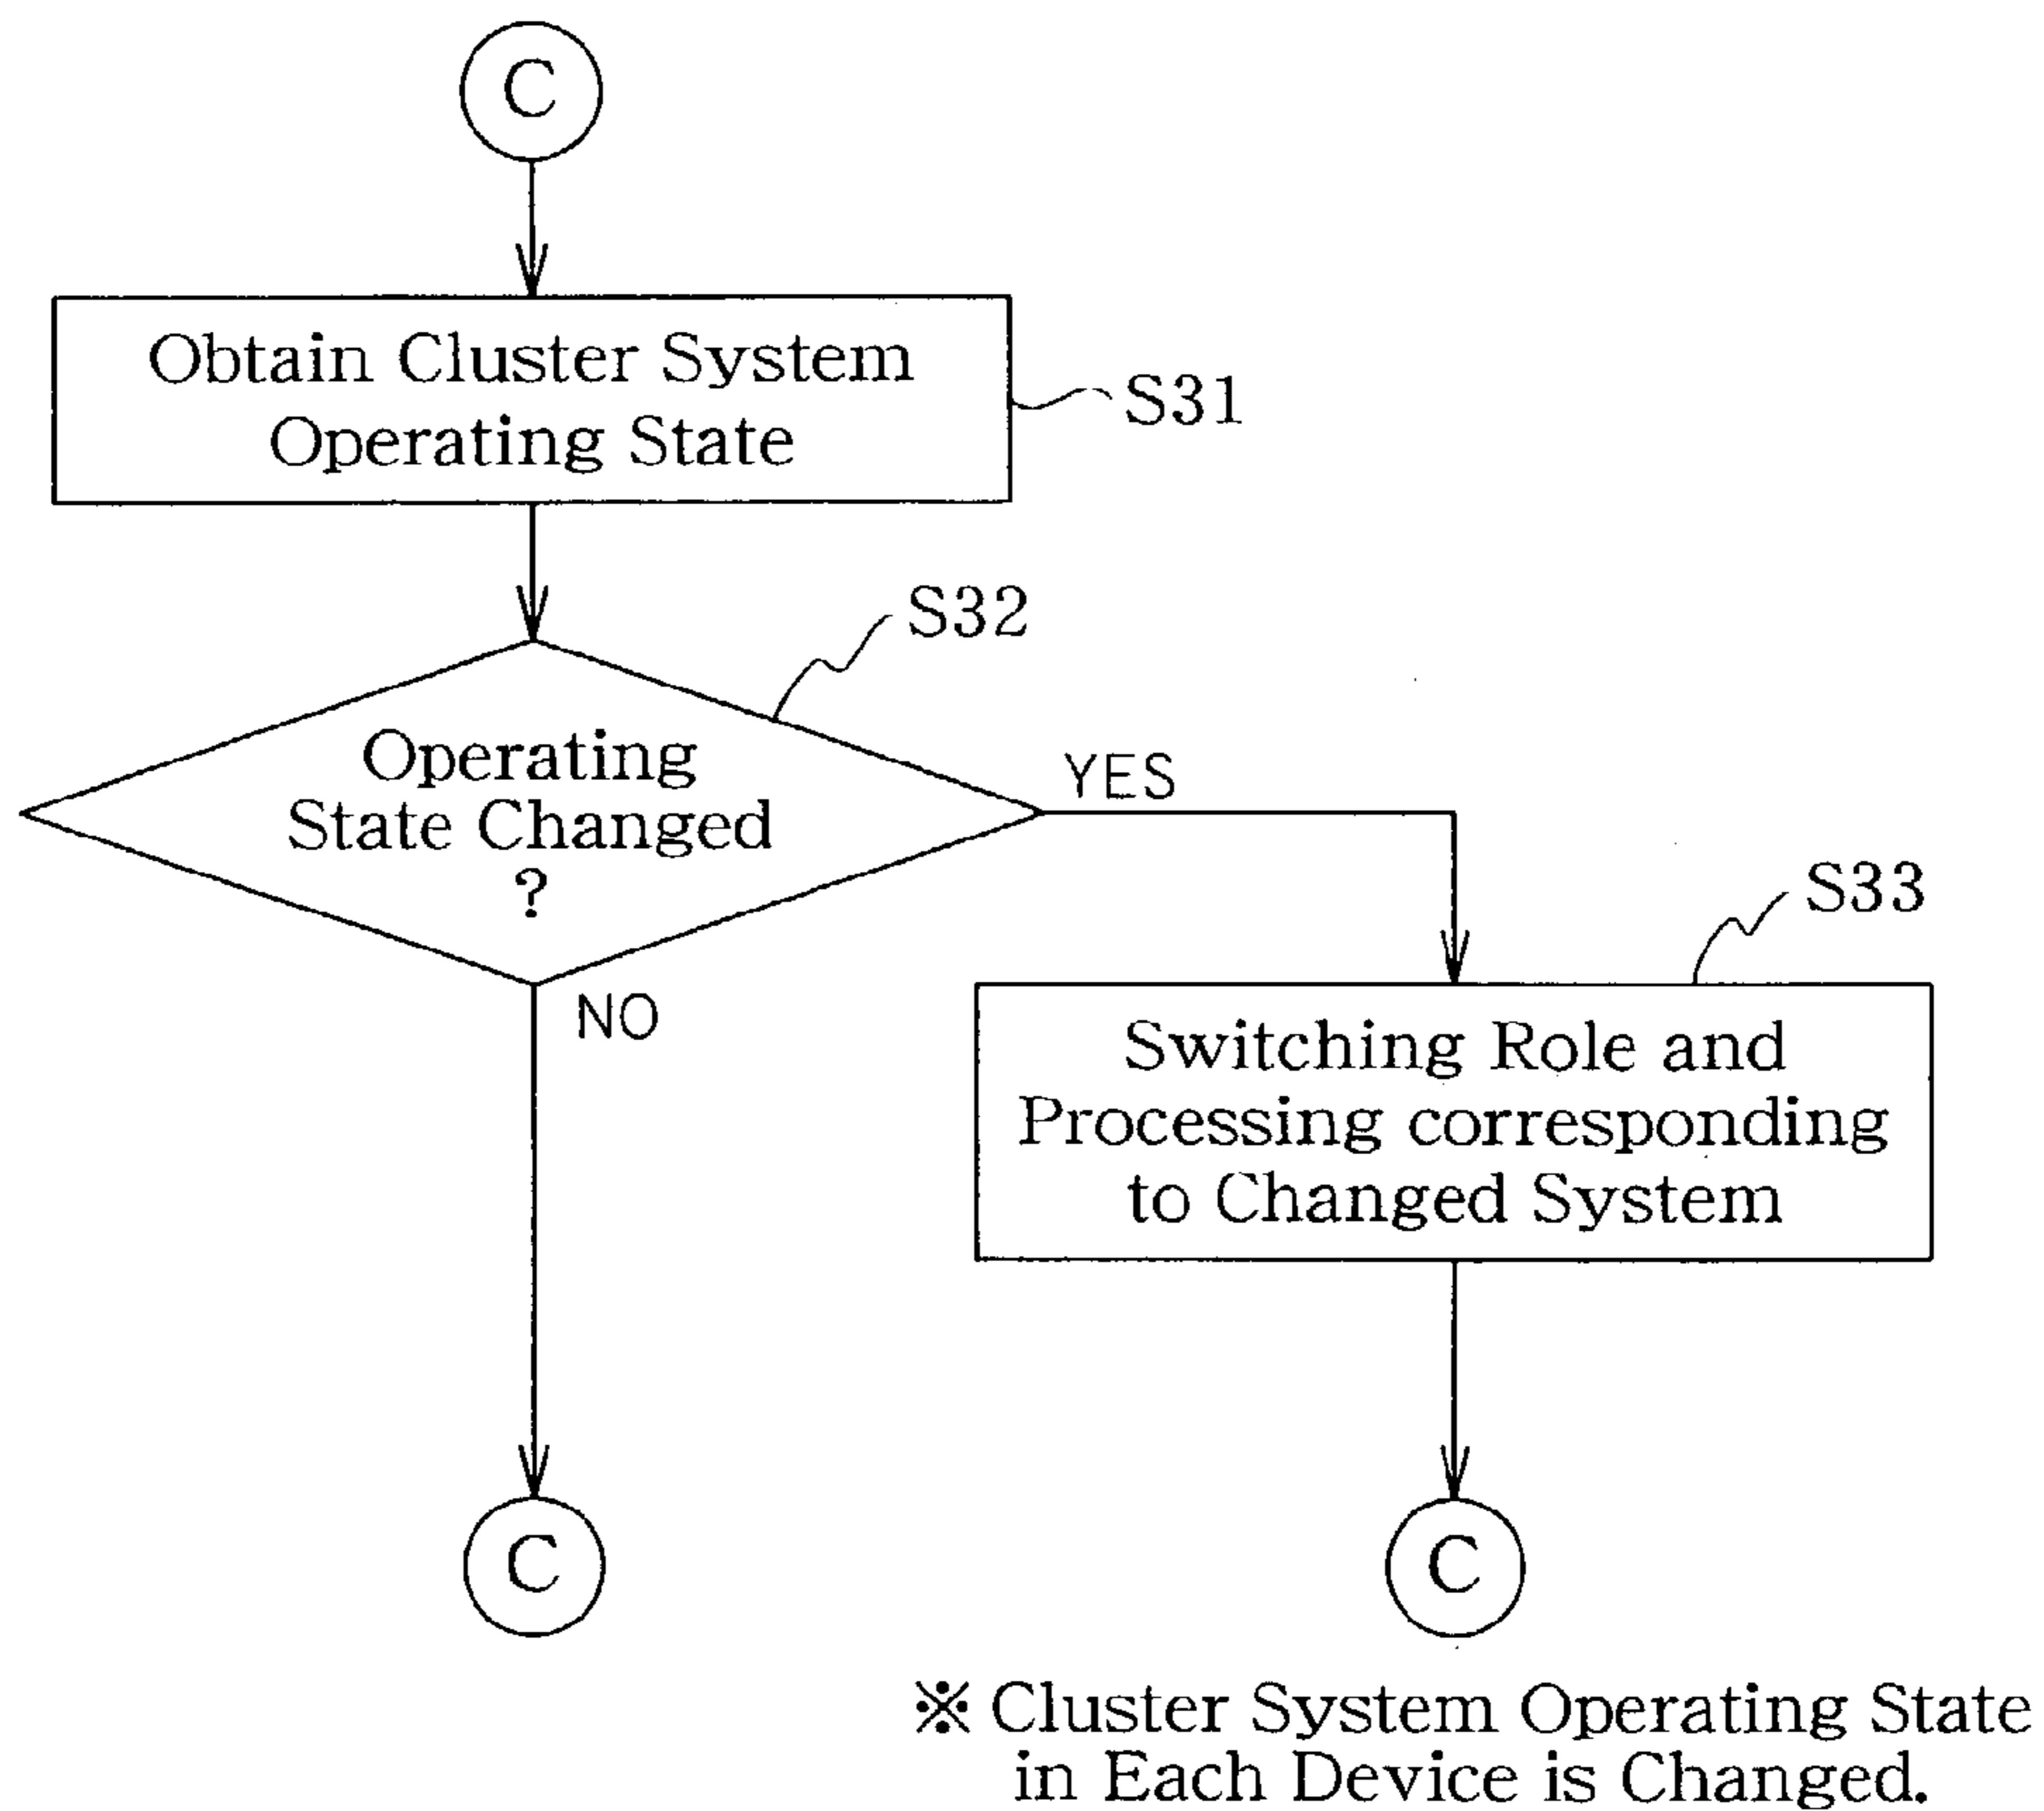 C
Obtain Cluster System
Operating State
S31
S32
Operating
State Changed
?
YES
NO
S33
Switching Role and
Processing corresponding
to Changed System
C
C
※ Cluster System Operating State
in Each Device is Changed.